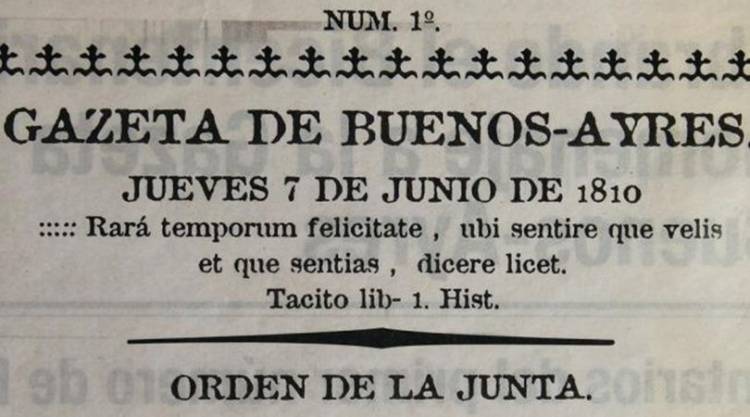 NUM. 1º.
GAZETA DE BUENOS-AYRES.
JUEVES 7 DE JUNIO DE 1810
::::: Rará temporum felicitate , ubi sentire que velis
et que sentias , dicere licet.
Tacito lib- 1. Hist.
ORDEN DE LA JUNTA.